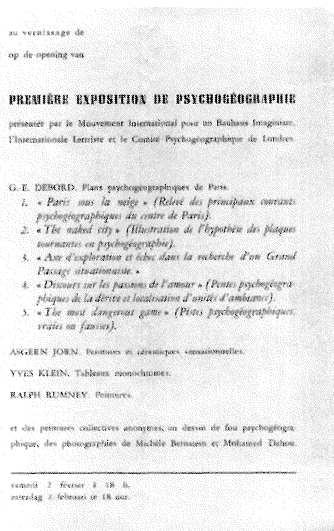 au vernissage de
op de opening van
PREMIÈRE EXPOSITION DE PSYCHOGÉOGRAPHIE
présentée par le Mouvement International pour un Bauhaus Imaginiste,
l'Internationale Lettriste et le Comité Psychogéographique de Londres.
G.-E. DEBORD. Plans psychogéographiques de Paris.
1. « Paris sous la neige » (Relevé des principaux courants
psychogéographiques du centre de Paris).
2. « The naked city » (Illustration de l'hypothèse des plaques
tournantes en psychogéographie).
3. « Axe d'exploration et échec dans la recherche d'un Grand
Passage situationniste. »
4. « Discours sur les passions de l'amour » (Pentes psychogéogra-
phiques de la dérive et localisation d'unités d'ambiance).
5. « The most dangerous game » (Pistes psychogéographiques
vraies ou fausses).
ASGERN JORN. Peintures et céramiques sensationnelles.
YVES KLEIN. Tableaux monochromes.
RALPH RUMNEY. Peintures.
et des peintures collectives anonymes, un dessin de fou psychogéogra-
phique, des photographies de Michèle Bernstein et Mohamed Dahou.
samedi 2 février à 18 h.
zaterdag 2 februari te 18 uur.